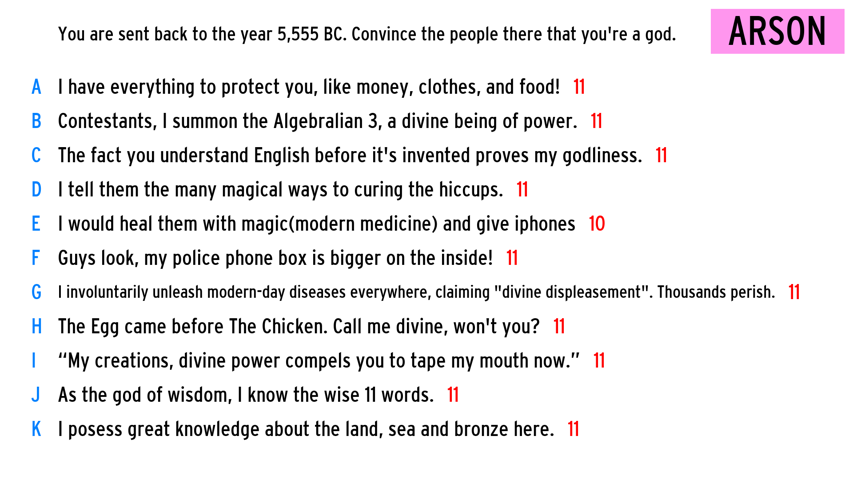 You are sent back to the year 5,555 BC. Convince the people there that you're a god.
ARSON
A I have everything to protect you, like money, clothes, and food! 11
B Contestants, I summon the Algebralian 3, a divine being of power. 11
C The fact you understand English before it's invented proves my godliness. 11
D I tell them the many magical ways to curing the hiccups. 11
E I would heal them with magic(modern medicine) and give iphones 10
F Guys look, my police phone box is bigger on the inside! 11
G I involuntarily unleash modern-day diseases everywhere, claiming "divine displeasement". Thousands perish. 11
H The Egg came before The Chicken. Call me divine, won't you? 11
I “My creations, divine power compels you to tape my mouth now.” 11
J As the god of wisdom, I know the wise 11 words. 11
K I posess great knowledge about the land, sea and bronze here. 11